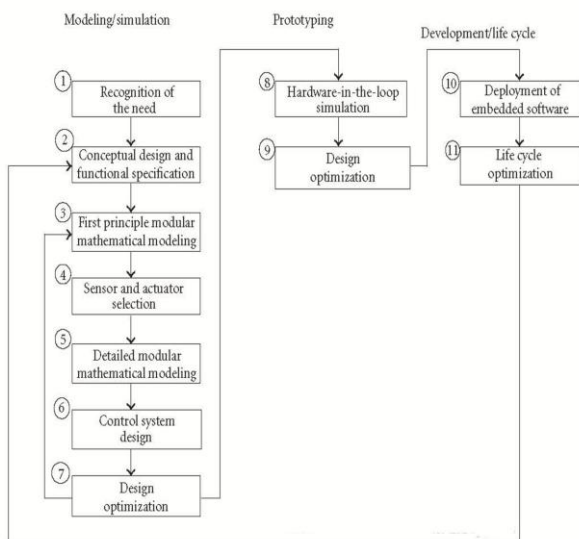 Modeling/simulation
Prototyping
Development/life cycle
1
Recognition of
the need
2
Conceptual design and
functional specification
3
First principle modular
mathematical modeling
4
Sensor and actuator
selection
5
Detailed modular
mathematical modeling
6
Control system
design
7
Design
optimization
8
Hardware-in-the-loop
simulation
9
Design
optimization
10
Deployment of
embedded software
11
Life cycle
optimization